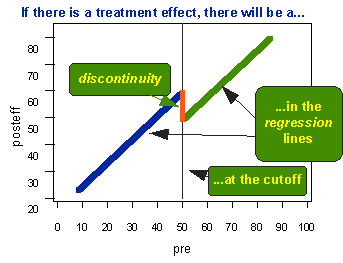 If there is a treatment effect, there will be a...
80
70
60
50
40
30
20
posteff
discontinuity
...in the
regression
lines
...at the cutoff
0 10 20 30 40 50 60 70 80 90 100
pre